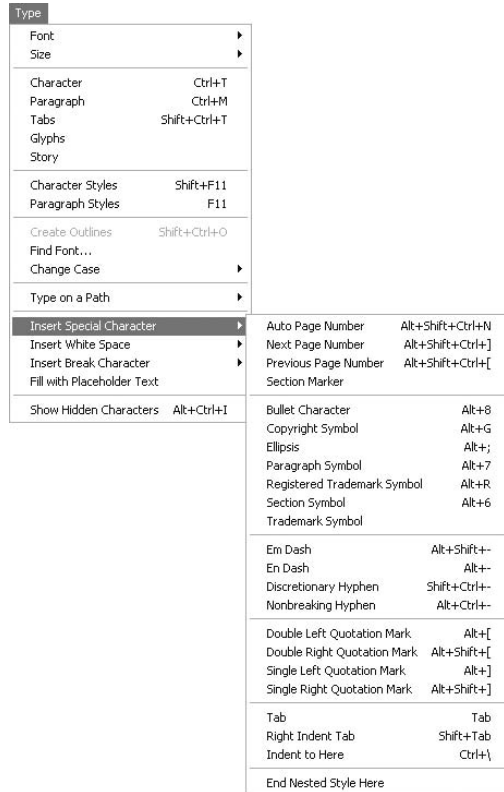 Type
Font
Size
Character Ctrl+T
Paragraph Ctrl+M
Tabs Shift+Ctrl+T
Glyphs
Story
Character Styles Shift+F11
Paragraph Styles F11
Create Outlines Shift+Ctrl+O
Find Font...
Change Case
Type on a Path
Insert Special Character
Insert White Space
Insert Break Character
Fill with Placeholder Text
Show Hidden Characters Alt+Ctrl+I
Auto Page Number Alt+Shift+Ctrl+N
Next Page Number Alt+Shift+Ctrl+]
Previous Page Number Alt+Shift+Ctrl+[
Section Marker
Bullet Character Alt+8
Copyright Symbol Alt+G
Ellipsis Alt+;
Paragraph Symbol Alt+7
Registered Trademark Symbol Alt+R
Section Symbol Alt+6
Trademark Symbol
Em Dash Alt+Shift+-
En Dash Alt+-
Discretionary Hyphen Shift+Ctrl+-
Nonbreaking Hyphen Alt+Ctrl+-
Double Left Quotation Mark Alt+[
Double Right Quotation Mark Alt+Shift+[
Single Left Quotation Mark Alt+]
Single Right Quotation Mark Alt+Shift+]
Tab Tab
Right Indent Tab Shift+Tab
Indent to Here Ctrl+\
End Nested Style Here